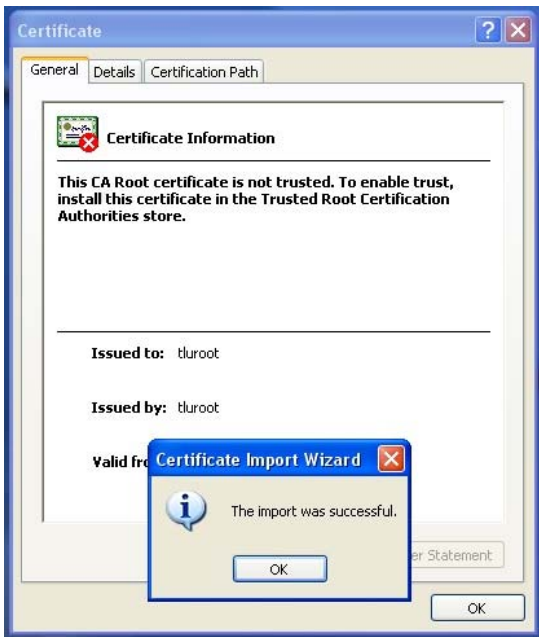 Certificate
General Details Certification Path
Certificate Information
This CA Root certificate is not trusted. To enable trust,
install this certificate in the Trusted Root Certification
Authorities store.
Issued to: tluroot
Issued by: tluroot
Valid
Certificate Import Wizard
The import was successful.
OK
Statement
OK